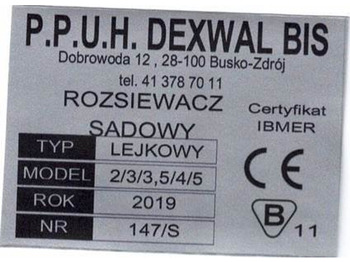 P.P.U.H. DEXWAL BIS
Dobrowoda 12 , 28-100 Busko-Zdrój
tel. 41 378 70 11
ROZSIEWACZ
SADOWY
Certyfikat
IBMER
TYP LEJKOWY
MODEL 2/3/3,5/4/5
ROK 2019
NR 147/S
CE
B 11